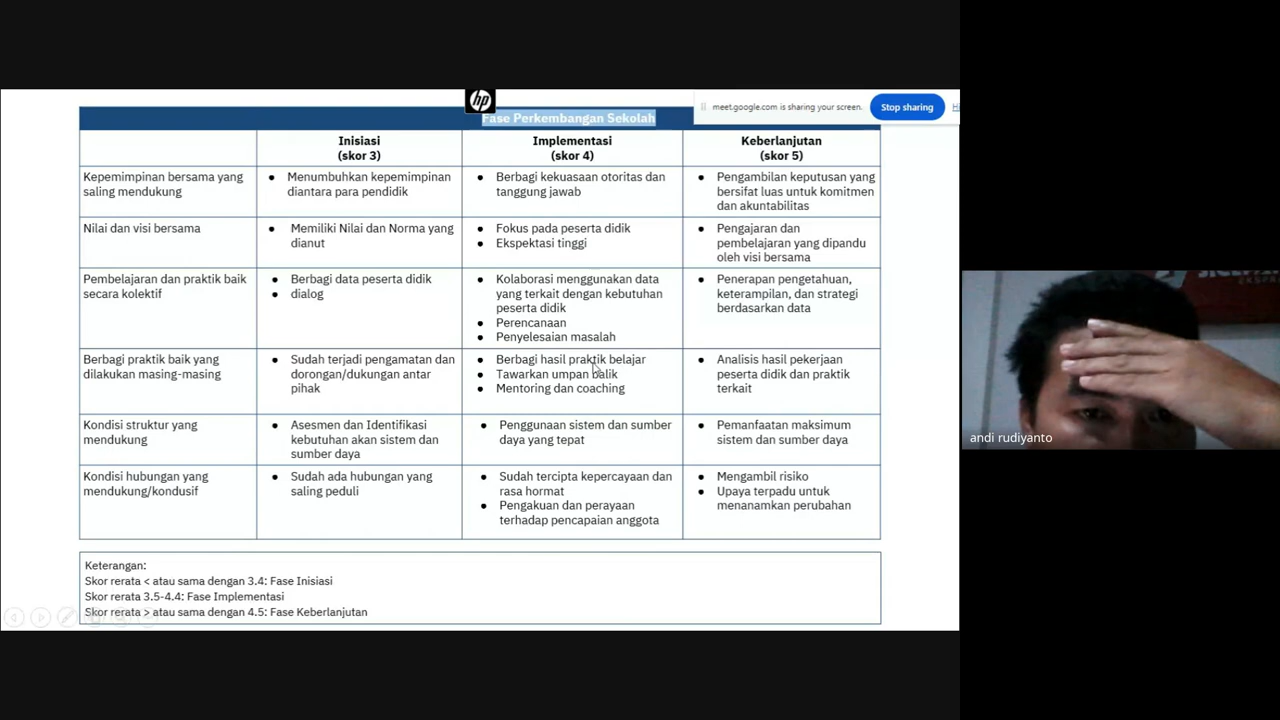 hp
meet.google.com is sharing your screen.
Stop sharing
Hi
Fase Perkembangan Sekolah
Inisiasi
(skor 3)
Implementasi
(skor 4)
Keberlanjutan
(skor 5)
Kepemimpinan bersama yang
saling mendukung
● Menumbuhkan kepemimpinan
diantara para pendidik
● Berbagi kekuasaan otoritas dan
tanggung jawab
● Pengambilan keputusan yang
bersifat luas untuk komitmen
dan akuntabilitas
Nilai dan visi bersama
● Memiliki Nilai dan Norma yang
dianut
● Fokus pada peserta didik
● Ekspektasi tinggi
● Pengajaran dan
pembelajaran yang dipandu
oleh visi bersama
Pembelajaran dan praktik baik
secara kolektif
● Berbagi data peserta didik
● dialog
● Kolaborasi menggunakan data
yang terkait dengan kebutuhan
peserta didik
● Perencanaan
● Penyelesaian masalah
● Penerapan pengetahuan,
keterampilan, dan strategi
berdasarkan data
Berbagi praktik baik yang
dilakukan masing-masing
● Sudah terjadi pengamatan dan
dorongan/dukungan antar
pihak
● Berbagi hasil praktik belajar
● Tawarkan umpan balik
● Mentoring dan coaching
● Analisis hasil pekerjaan
peserta didik dan praktik
terkait
Kondisi struktur yang
mendukung
● Asesmen dan Identifikasi
kebutuhan akan sistem dan
sumber daya
● Penggunaan sistem dan sumber
daya yang tepat
● Pemanfaatan maksimum
sistem dan sumber daya
Kondisi hubungan yang
mendukung/kondusif
● Sudah ada hubungan yang
saling peduli
● Sudah tercipta kepercayaan dan
rasa hormat
● Pengakuan dan perayaan
terhadap pencapaian anggota
● Mengambil risiko
● Upaya terpadu untuk
menanamkan perubahan
Keterangan:
Skor rerata < atau sama dengan 3.4: Fase Inisiasi
Skor rerata 3.5-4.4: Fase Implementasi
Skor rerata > atau sama dengan 4.5: Fase Keberlanjutan
andi rudiyanto